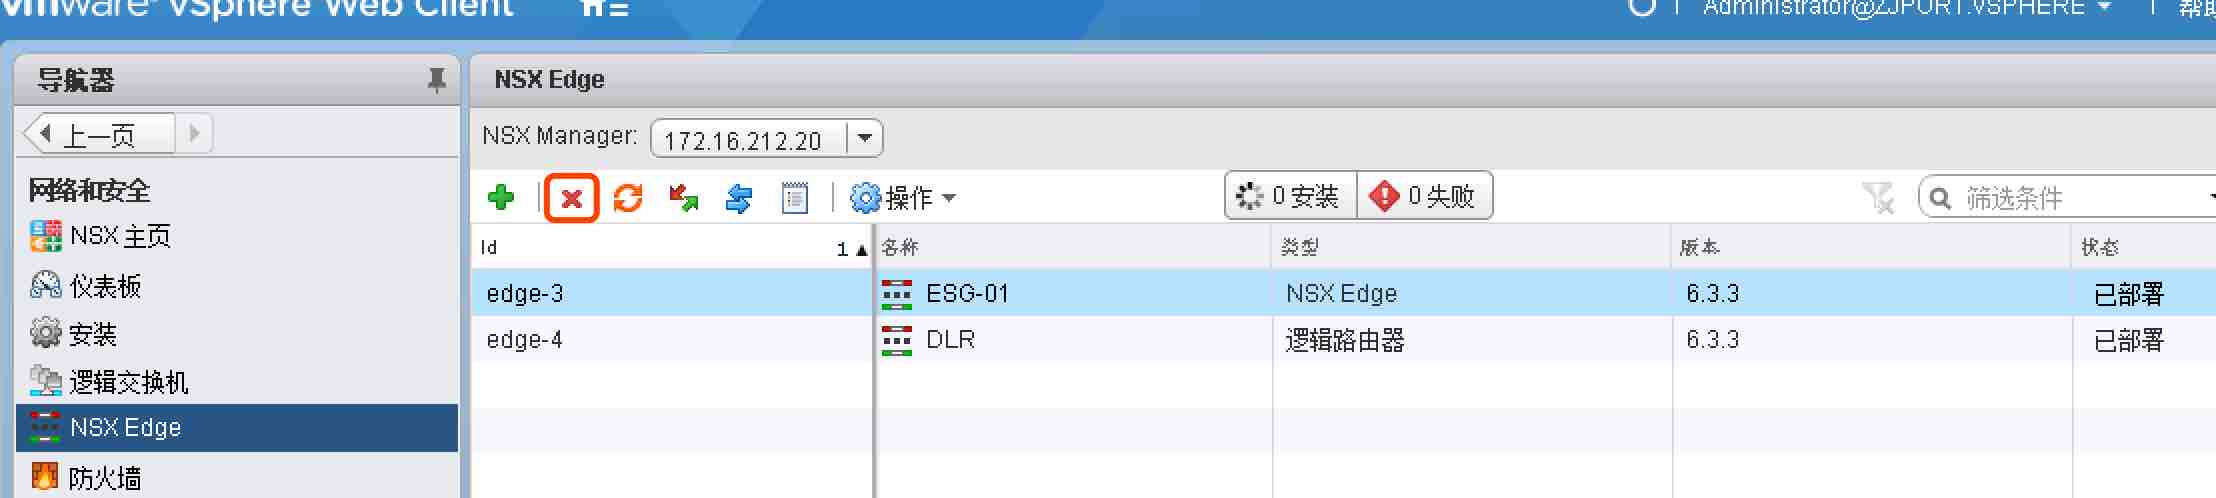 vmware® vSphere Web Client
Administrator@ZJPORT.VSPHERE
帮助
导航器
上一页
网络和安全
NSX 主页
仪表板
安装
逻辑交换机
NSX Edge
防火墙
NSX Edge
NSX Manager: 172.16.212.20
操作 0 安装 0 失败 筛选条件
Id 1 名称 类型 版本 状态
edge-3 ESG-01 NSX Edge 6.3.3 已部署
edge-4 DLR 逻辑路由器 6.3.3 已部署